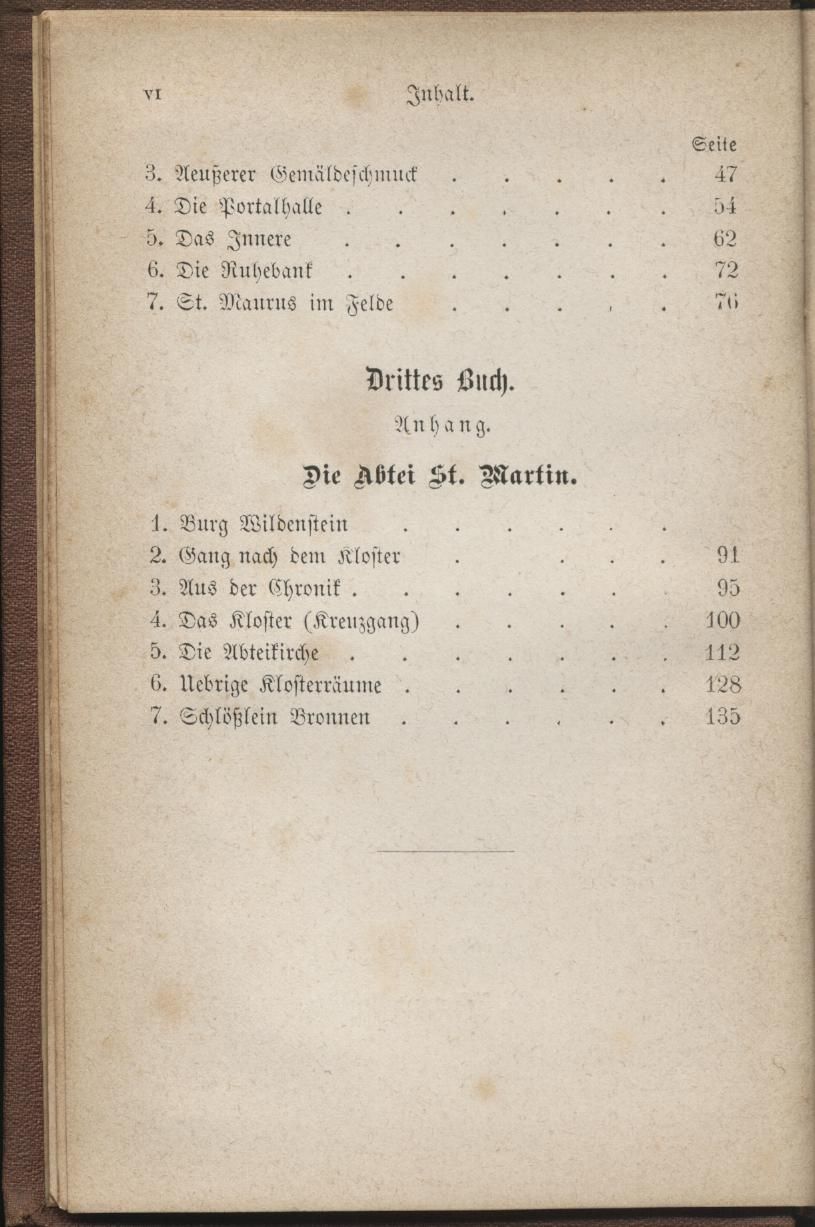 VI Inhalt.
Seite
3. Aeußerer Gemäldeschmuck . . . . . 47
4. Die Portalhalle . . . . . . . 54
5. Das Innere . . . . . . . 62
6. Die Ruhebank . . . . . . . 72
7. St. Maurus im Felde . . . . . 76
Drittes Buch.
Anhang.
Die Abtei St. Martin.
1. Burg Wildenstein . . . . . .
2. Gang nach dem Kloster . . . . 91
3. Aus der Chronik . . . . . . . 95
4. Das Kloster (Kreuzgang) . . . . . 100
5. Die Abteikirche . . . . . . . 112
6. Uebrige Klosterräume . . . . . . 128
7. Schlößlein Bronnen . . . . . . 135